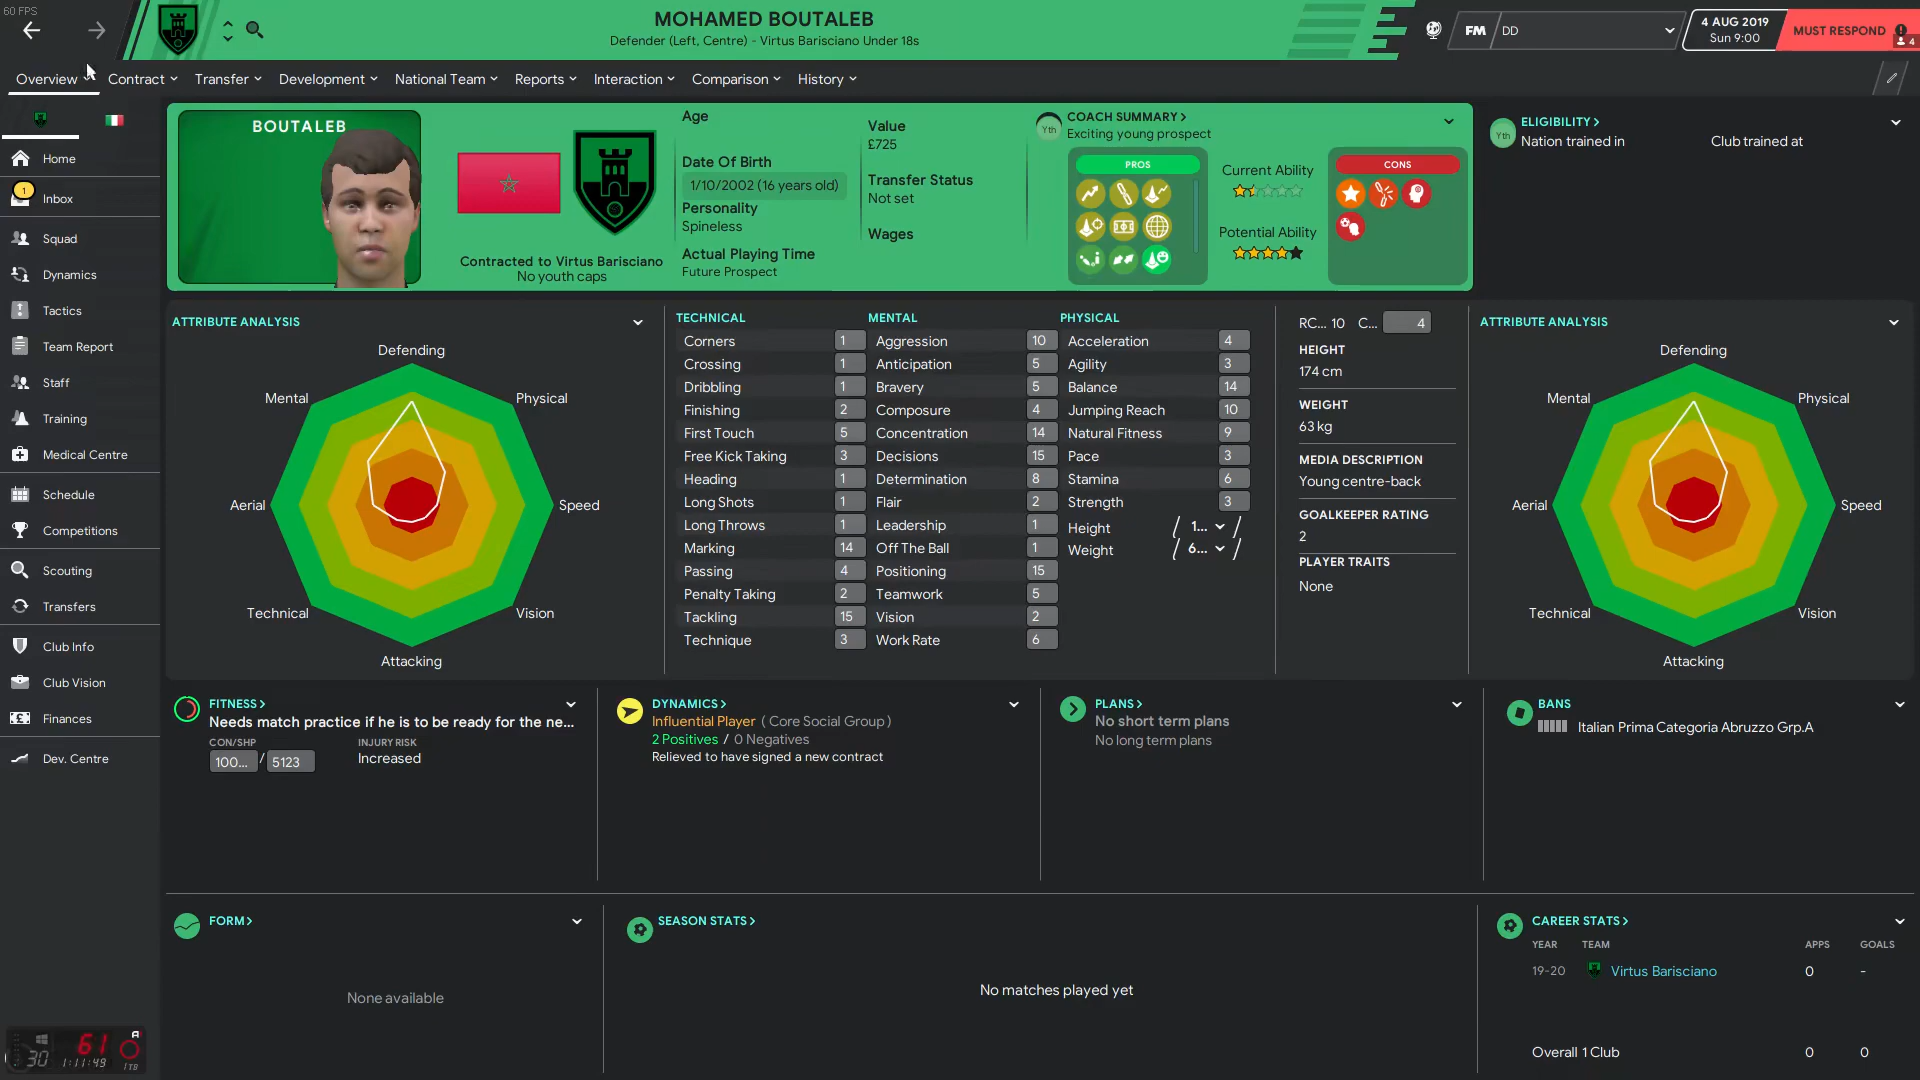 60 FPS
MOHAMED BOUTALEB
Defender (Left, Centre) - Virtus Barisciano Under 18s
FM DD
4 AUG 2019
Sun 9:00
MUST RESPOND
4
Overview Contract Transfer Development National Team Reports Interaction Comparison History
Home
1
Inbox
Squad
Dynamics
Tactics
Team Report
Staff
Training
Medical Centre
Schedule
Competitions
Scouting
Transfers
Club Info
Club Vision
Finances
Dev. Centre
BOUTALEB
Contracted to Virtus Barisciano
No youth caps
Age
Date Of Birth
1/10/2002 (16 years old)
Personality
Spineless
Actual Playing Time
Future Prospect
Value
£725
Transfer Status
Not set
Wages
Yth
COACH SUMMARY >
Exciting young prospect
PROS
Current Ability
Potential Ability
CONS
Yth
ELIGIBILITY >
Nation trained in Club trained at
ATTRIBUTE ANALYSIS
Defending
Mental Physical
Aerial Speed
Technical Vision
Attacking
TECHNICAL
Corners 1
Crossing 1
Dribbling 1
Finishing 2
First Touch 5
Free Kick Taking 3
Heading 1
Long Shots 1
Long Throws 1
Marking 14
Passing 4
Penalty Taking 2
Tackling 15
Technique 3
MENTAL
Aggression 10
Anticipation 5
Bravery 5
Composure 4
Concentration 14
Decisions 15
Determination 8
Flair 2
Leadership 1
Off The Ball 1
Positioning 15
Teamwork 5
Vision 2
Work Rate 6
PHYSICAL
Acceleration 4
Agility 3
Balance 14
Jumping Reach 10
Natural Fitness 9
Pace 3
Stamina 6
Strength 3
Height 1...
Weight 6...
RC... 10 C... 4
HEIGHT
174 cm
WEIGHT
63 kg
MEDIA DESCRIPTION
Young centre-back
GOALKEEPER RATING
2
PLAYER TRAITS
None
ATTRIBUTE ANALYSIS
Defending
Mental Physical
Aerial Speed
Technical Vision
Attacking
FITNESS >
Needs match practice if he is to be ready for the ne...
CON/SHP INJURY RISK
100... / 5123 Increased
DYNAMICS >
Influential Player ( Core Social Group )
2 Positives / 0 Negatives
Relieved to have signed a new contract
PLANS >
No short term plans
No long term plans
BANS
Italian Prima Categoria Abruzzo Grp.A
FORM >
None available
SEASON STATS >
No matches played yet
CAREER STATS >
YEAR TEAM APPS GOALS
19-20 Virtus Barisciano 0 -
Overall 1 Club 0 0
30 61 A
1:11:49 1TB